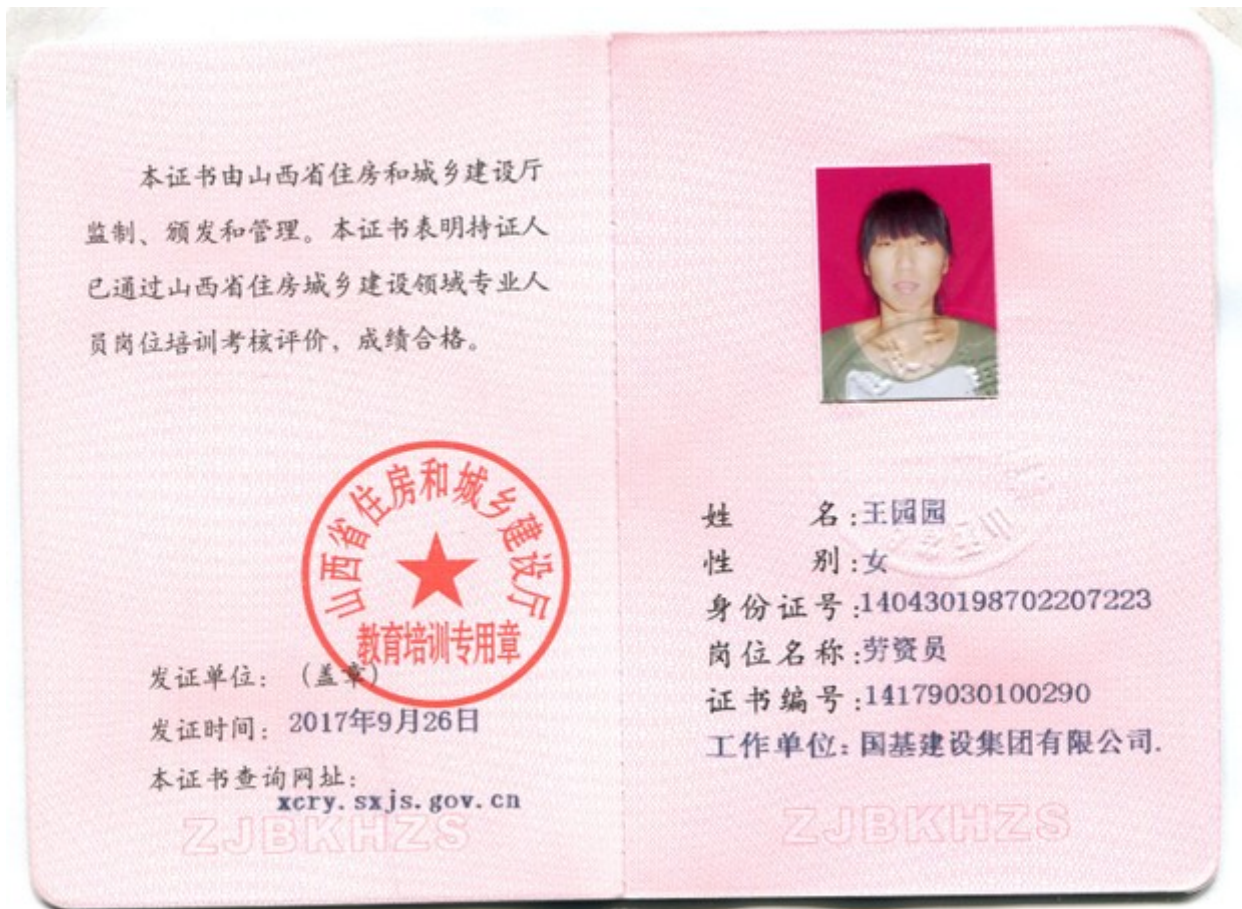 本证书由山西省住房和城乡建设厅
监制、颁发和管理。本证书表明持证人
已通过山西省住房城乡建设领域专业人
员岗位培训考核评价，成绩合格。
山西省住房和城乡建设厅
教育培训专用章
发证单位：（盖章）
发证时间：2017年9月26日
本证书查询网址：
xcry.sxjs.gov.cn
ZJBKHZS
姓 名:王园园
性 别:女
身份证号:140430198702207223
岗位名称:劳资员
证书编号:14179030100290
工作单位:国基建设集团有限公司.
ZJBKHZS